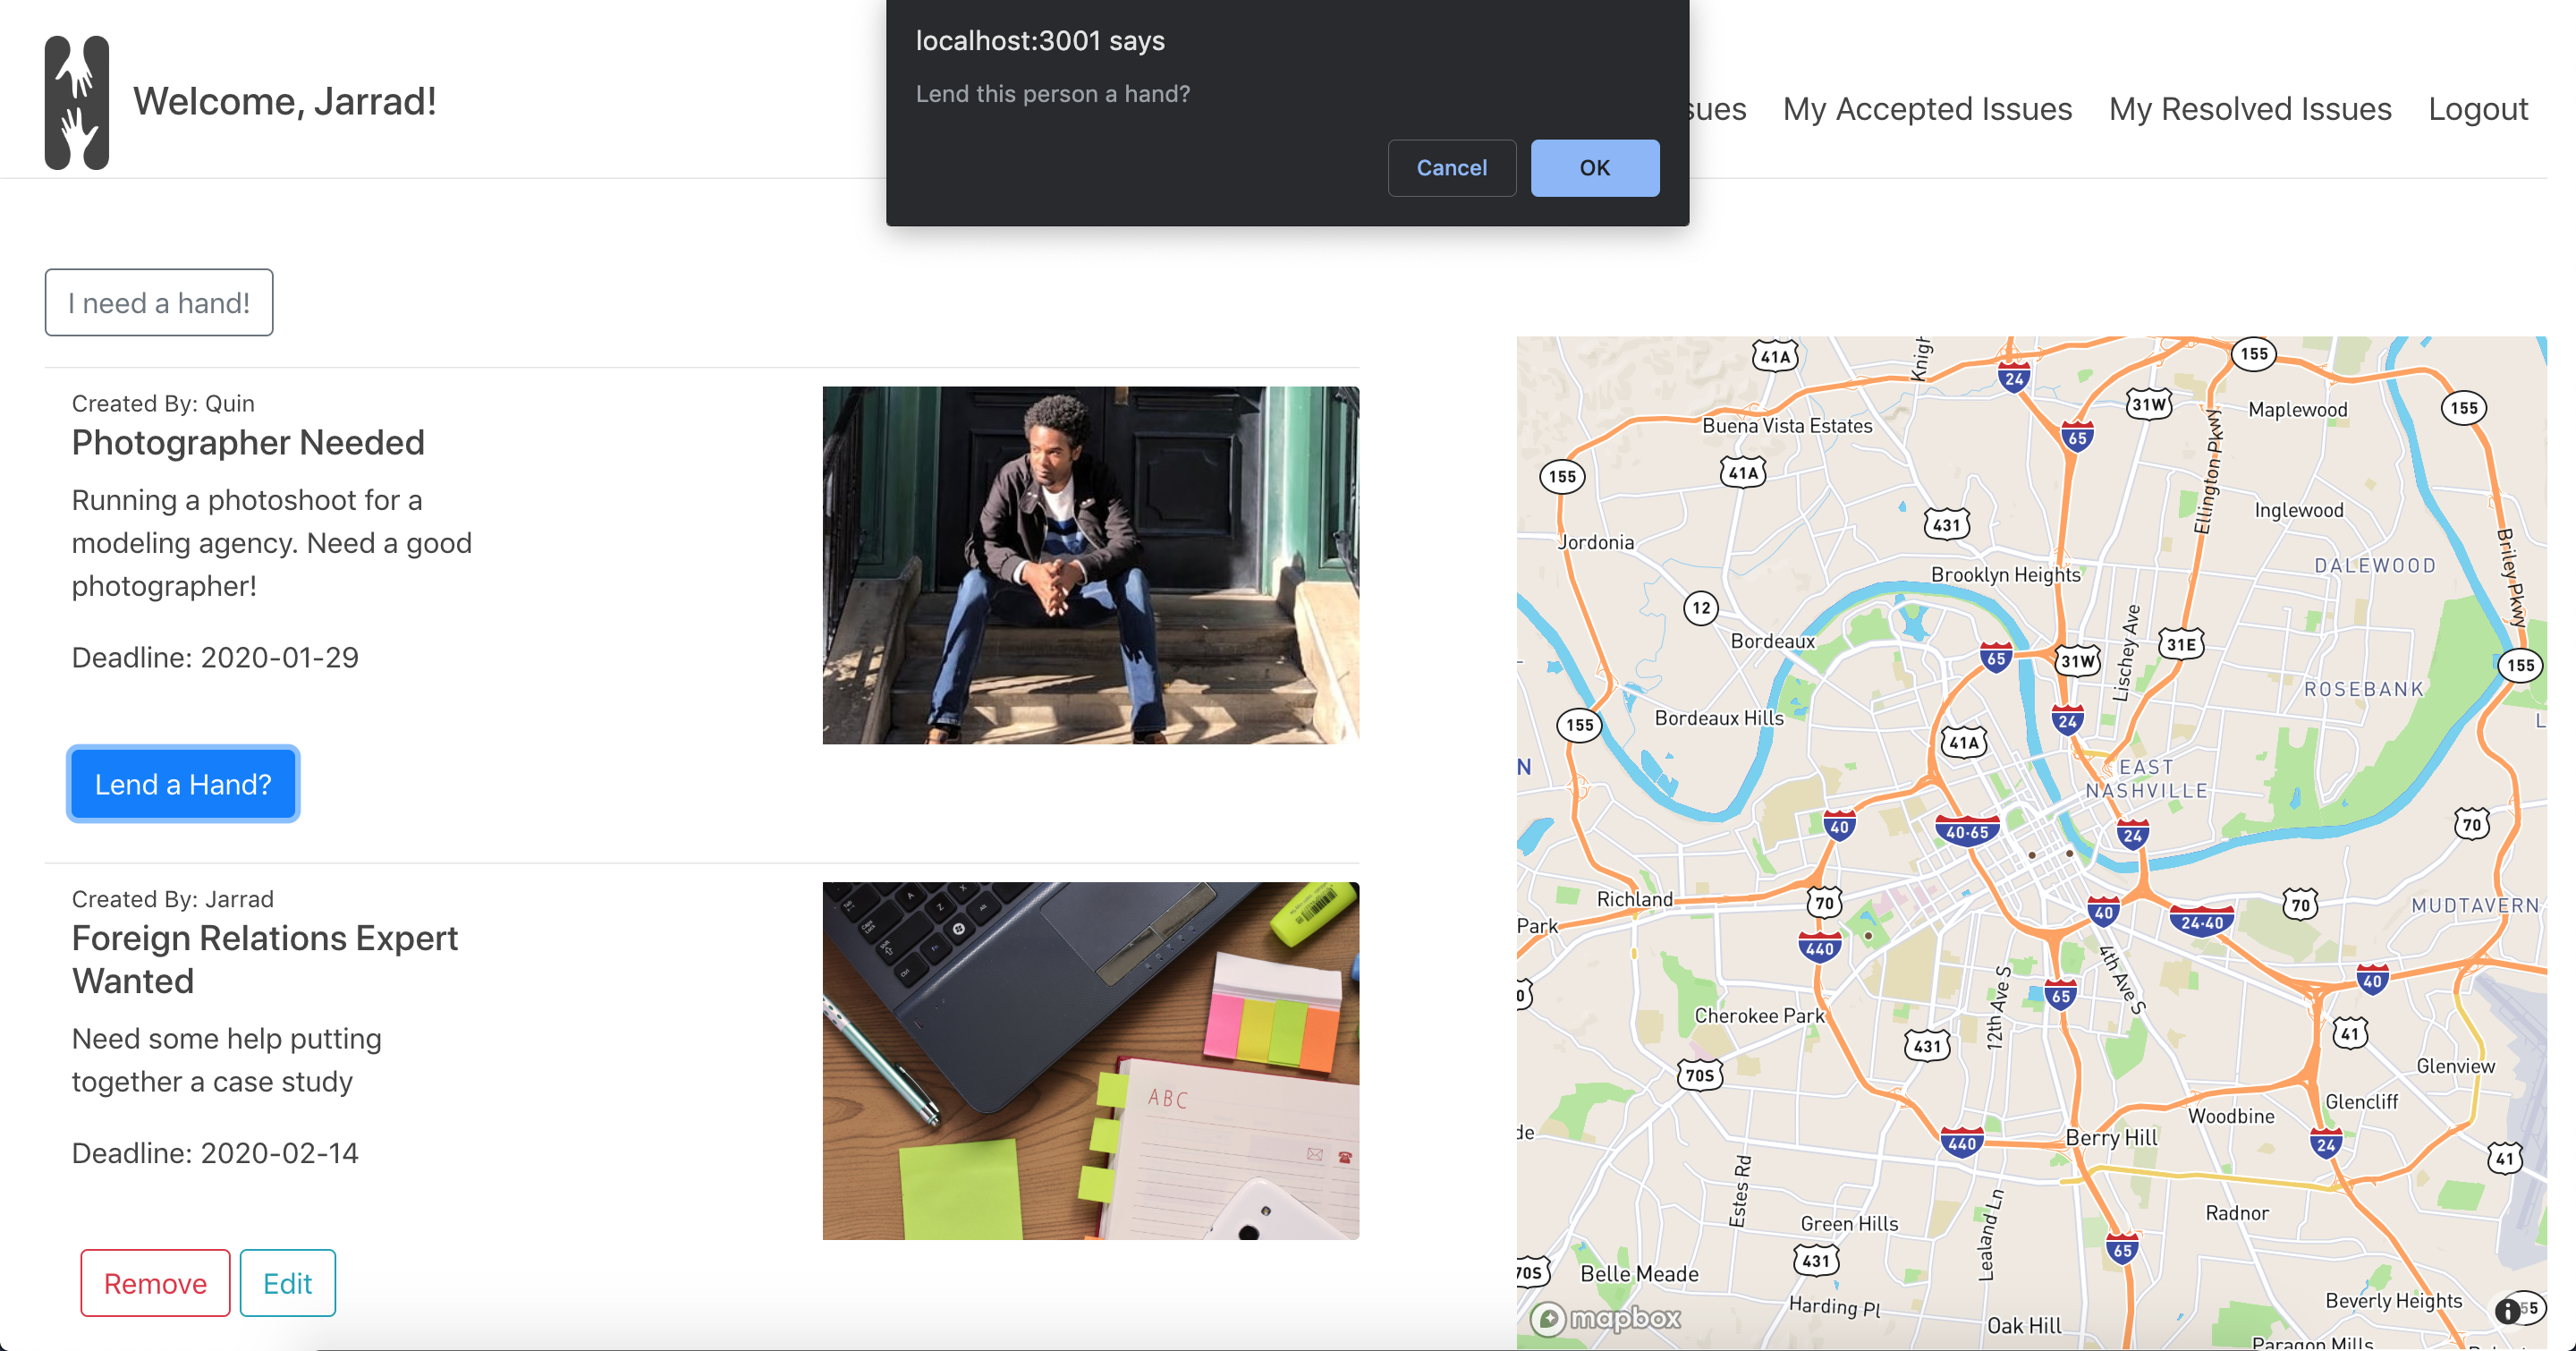 localhost:3001 says
Lend this person a hand?
Cancel
OK
Welcome, Jarrad!
My Accepted Issues
My Resolved Issues
Logout
I need a hand!
Created By: Quin
Photographer Needed
Running a photoshoot for a
modeling agency. Need a good
photographer!
Deadline: 2020-01-29
Lend a Hand?
Created By: Jarrad
Foreign Relations Expert
Wanted
Need some help putting
together a case study
Deadline: 2020-02-14
Remove
Edit
ABC
41A
24
155
31W
Maplewood
155
65
Buena Vista Estates
41A
155
Ellington Pkwy
Inglewood
431
Jordonia
Briley Pkwy
DALEWOOD
Brooklyn Heights
12
Bordeaux
Lischey Ave
31E
65
31W
155
ROSEBANK
Bordeaux Hills
155
24
41A
EAST
NASHVILLE
40
40-65
24
70
Richland
70
40
24-40
70
MUDTAVERN
Park
440
4th Ave S
65
40
12th Ave S
Cherokee Park
431
41
70S
Glenview
Glencliff
Woodbine
440
Berry Hill
24
41
Estes Rd
Lealand Ln
Radnor
Green Hills
65
431
70S
Belle Meade
Harding Pl
Beverly Heights
Oak Hill
mapbox
Paragon Mills